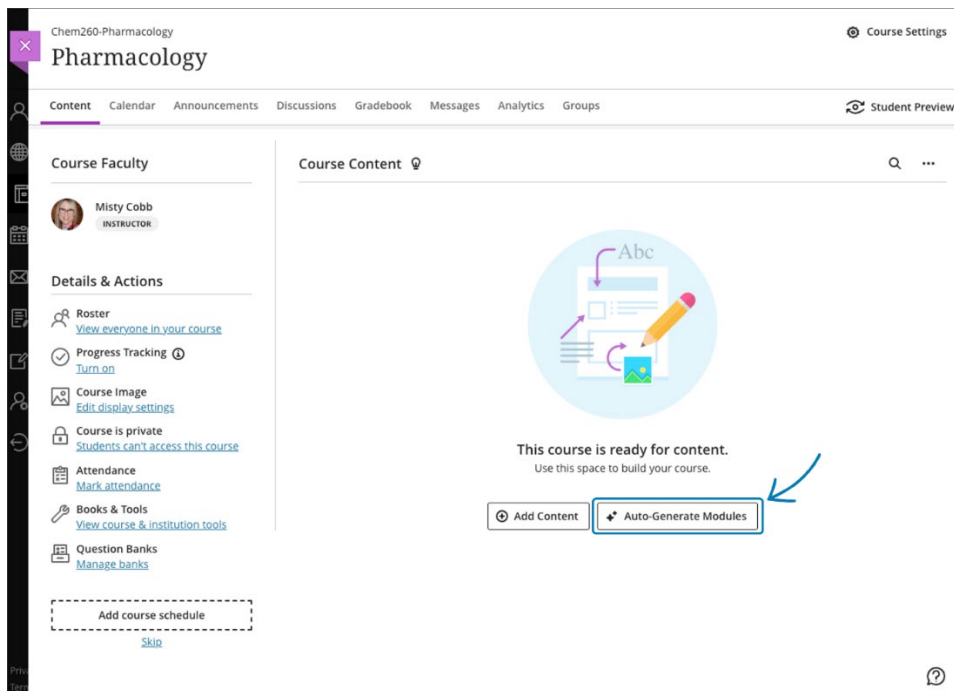 Chem260-Pharmacology
Pharmacology
Course Settings
Content Calendar Announcements Discussions Gradebook Messages Analytics Groups
Student Preview
Course Faculty
Misty Cobb
INSTRUCTOR
Details & Actions
Roster
View everyone in your course
Progress Tracking
Turn on
Course Image
Edit display settings
Course is private
Students can't access this course
Attendance
Mark attendance
Books & Tools
View course & institution tools
Question Banks
Manage banks
Add course schedule
Skip
Course Content
Abc
This course is ready for content.
Use this space to build your course.
Add Content
Auto-Generate Modules